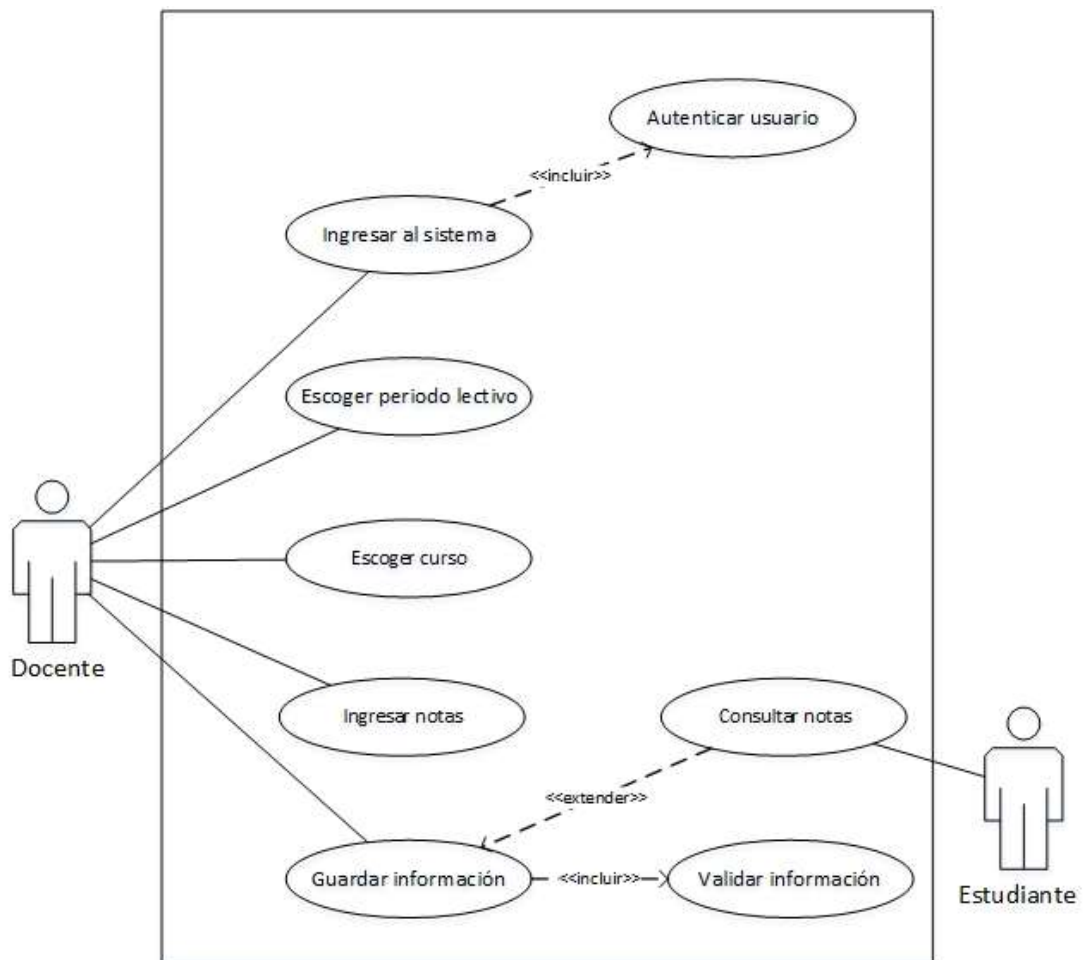 Autenticar usuario
<<incluir>>
Ingresar al sistema
Escoger periodo lectivo
Escoger curso
Docente
Ingresar notas
Consultar notas
<<extender>>
Guardar información
<<incluir>>
Validar información
Estudiante